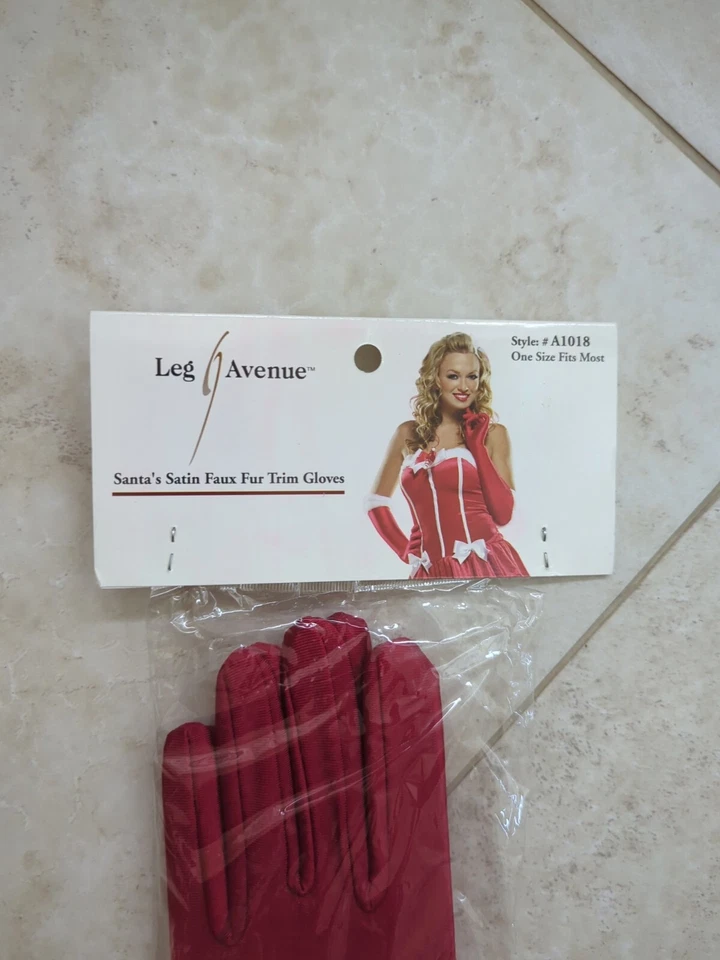 Leg Avenue™
Santa's Satin Faux Fur Trim Gloves
Style: # A1018
One Size Fits Most